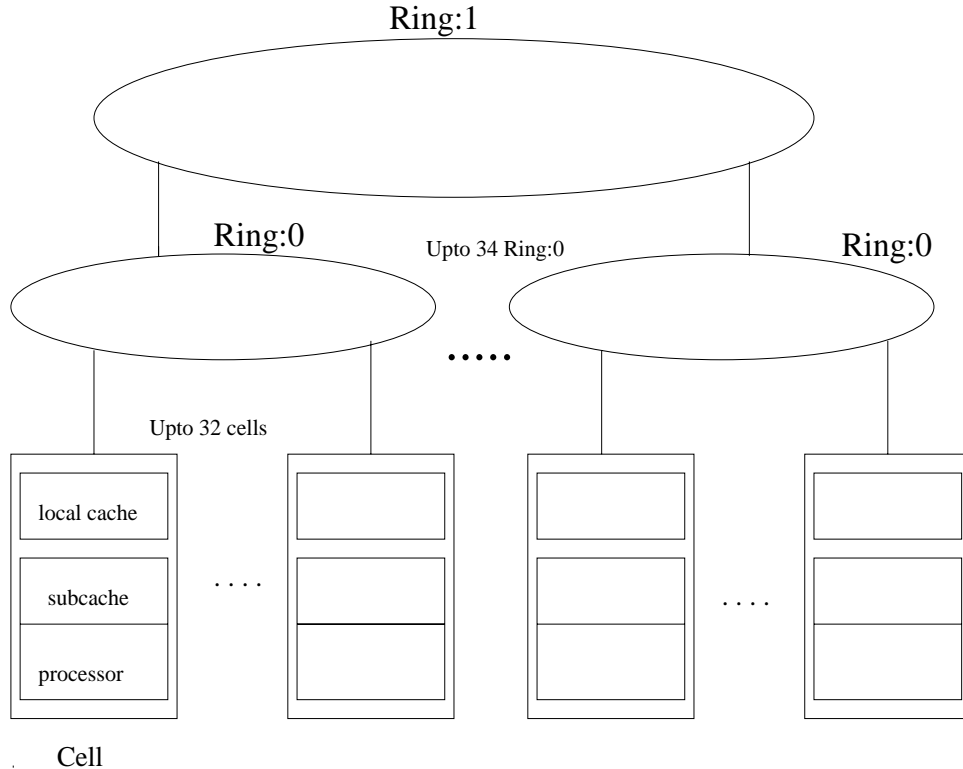 Ring:1
Ring:0
Upto 34 Ring:0
Ring:0
Upto 32 cells
local cache
subcache
processor
Cell